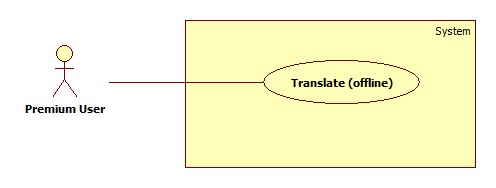 System
Translate (offline)
Premium User